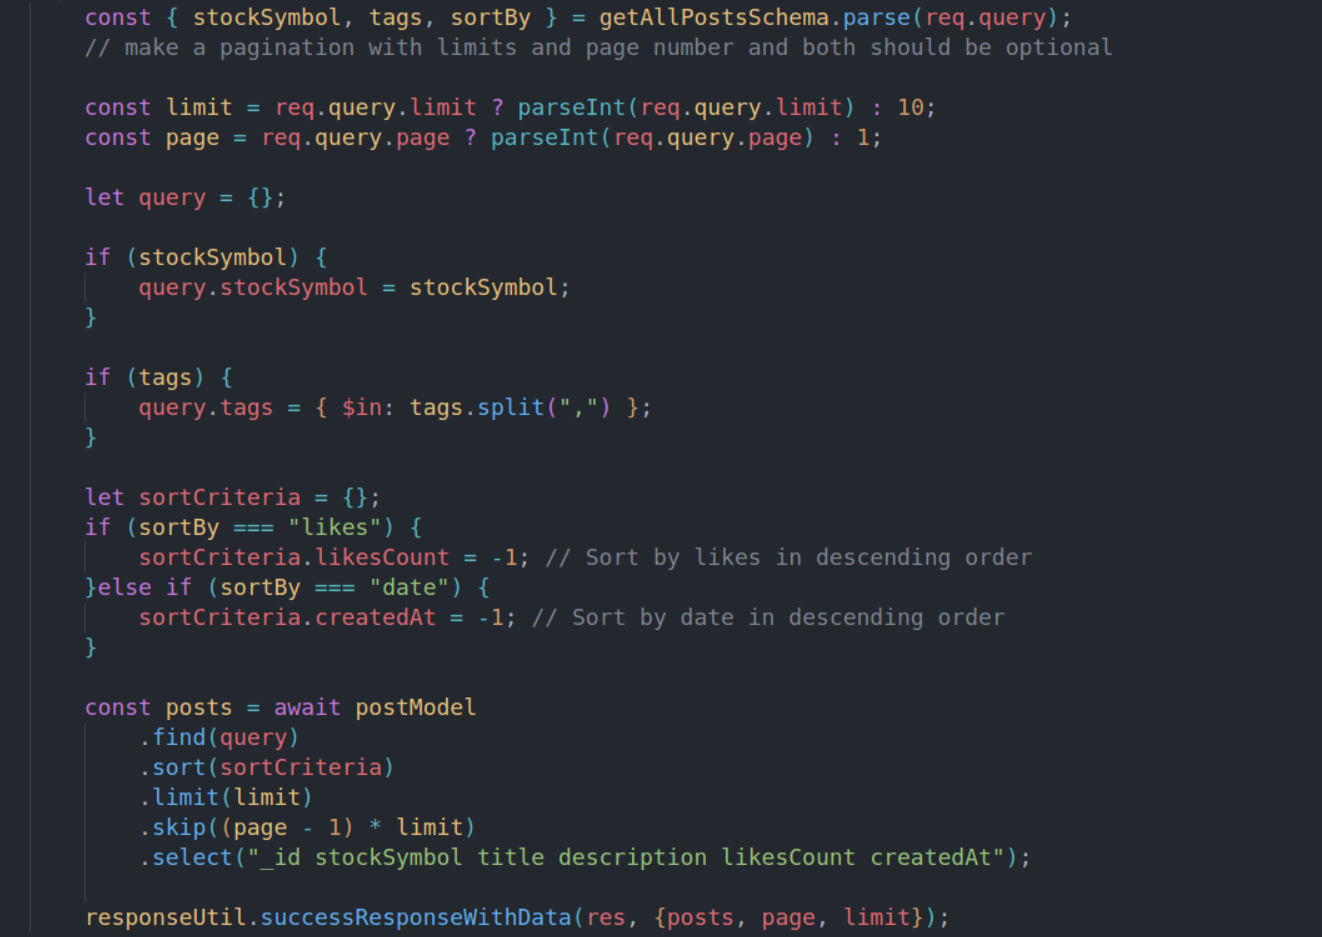 const { stockSymbol, tags, sortBy } = getAllPostsSchema.parse(req.query);
// make a pagination with limits and page number and both should be optional
const limit = req.query.limit ? parseInt(req.query.limit) : 10;
const page = req.query.page ? parseInt(req.query.page) : 1;
let query = {};
if (stockSymbol) {
query.stockSymbol = stockSymbol;
}
if (tags) {
query.tags = { $in: tags.split(",") };
}
let sortCriteria = {};
if (sortBy === "likes") {
sortCriteria.likesCount = -1; // Sort by likes in descending order
}else if (sortBy === "date") {
sortCriteria.createdAt = -1; // Sort by date in descending order
}
const posts = await postModel
.find(query)
.sort(sortCriteria)
.limit(limit)
.skip((page - 1) * limit)
.select("_id stockSymbol title description likesCount createdAt");
responseUtil.successResponseWithData(res, {posts, page, limit});